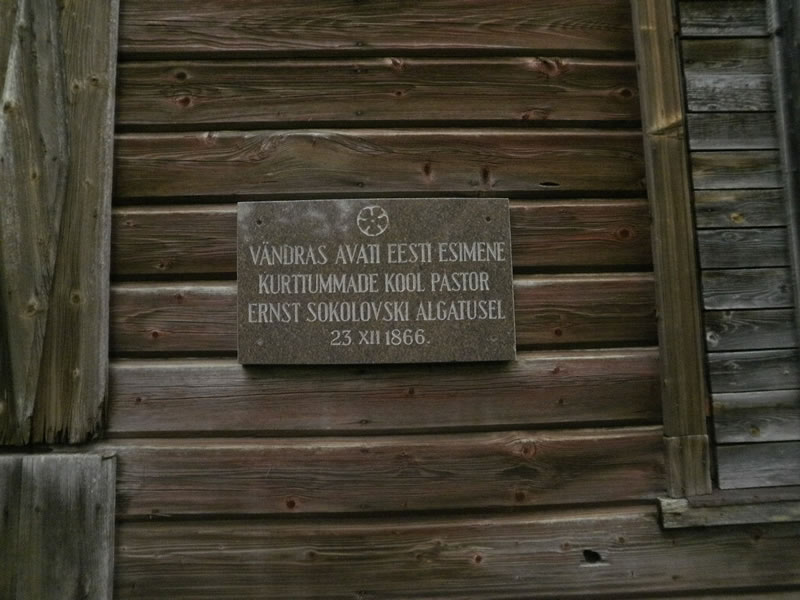 VÄNDRAS AVATI EESTI ESIMENE
KURTTUMMADE KOOL PASTOR
ERNST SOKOLOVSKI ALGATUSEL
23. XII 1866.